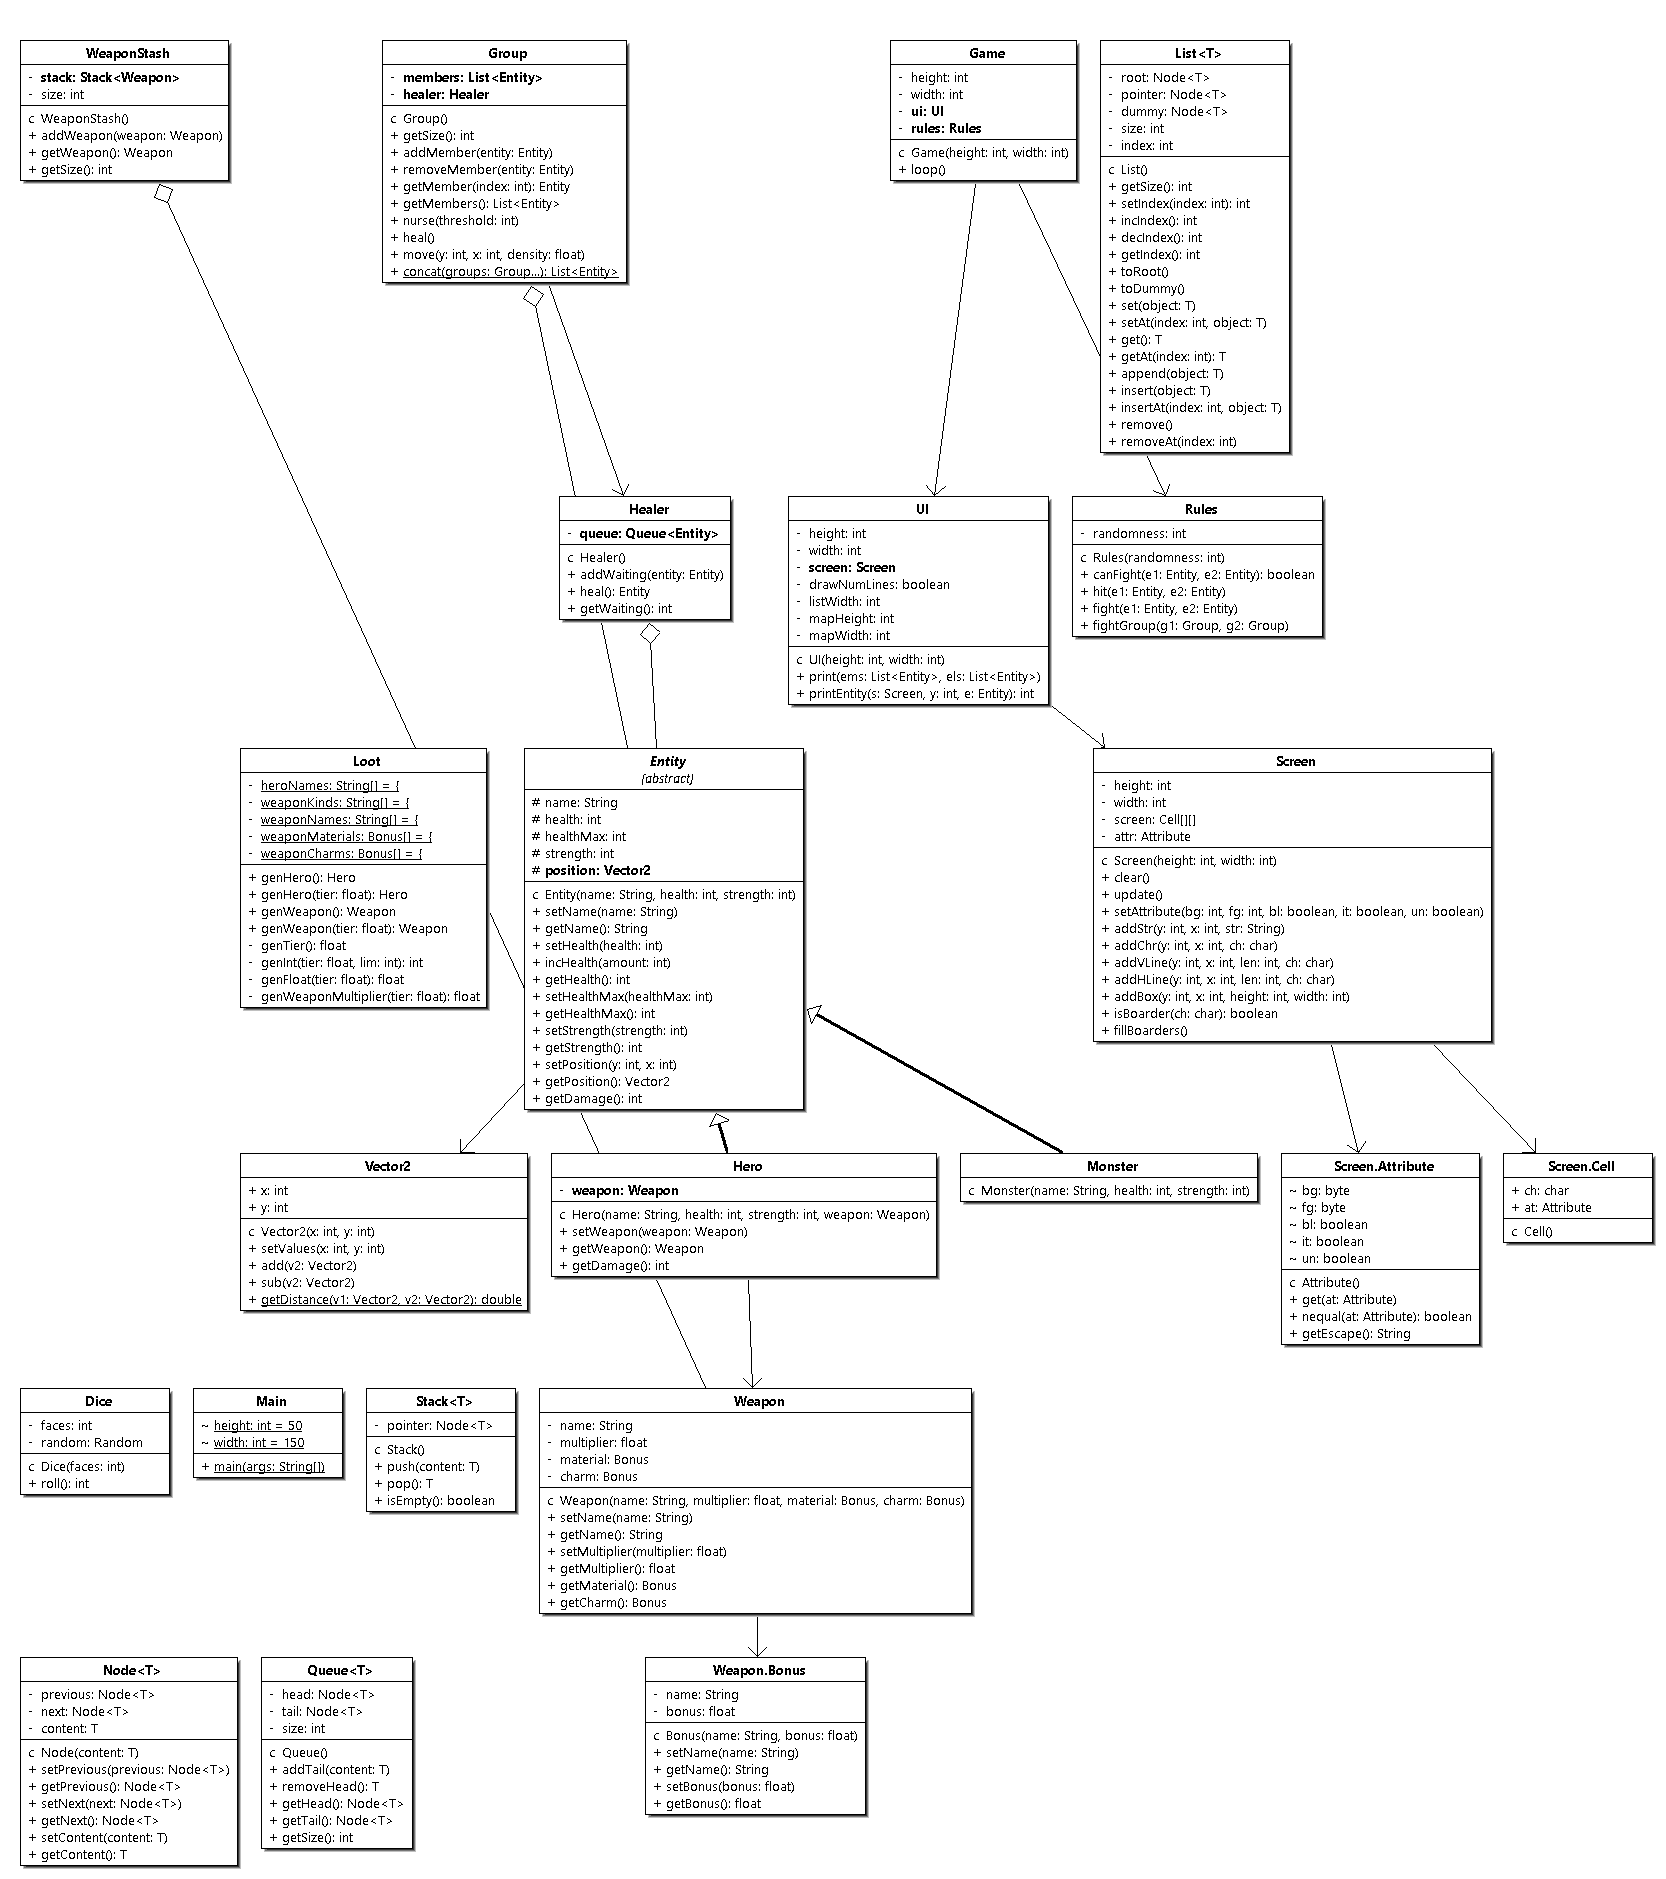 WeaponStash
- stack: Stack<Weapon>
- size: int
c WeaponStash()
+ addWeapon(weapon: Weapon)
+ getWeapon(): Weapon
+ getSize(): int
Group
- members: List<Entity>
- healer: Healer
c Group()
+ getSize(): int
+ addMember(entity: Entity)
+ removeMember(entity: Entity)
+ getMember(index: int): Entity
+ getMembers(): List<Entity>
+ nurse(threshold: int)
+ heal()
+ move(y: int, x: int, density: float)
+ concat(groups: Group...): List<Entity>
Game
- height: int
- width: int
- ui: UI
- rules: Rules
c Game(height: int, width: int)
+ loop()
List<T>
- root: Node<T>
- pointer: Node<T>
- dummy: Node<T>
- size: int
- index: int
c List()
+ getSize(): int
+ setIndex(index: int): int
+ incIndex(): int
+ decIndex(): int
+ getIndex(): int
+ toRoot()
+ toDummy()
+ set(object: T)
+ setAt(index: int, object: T)
+ get(): T
+ getAt(index: int): T
+ append(object: T)
+ insert(object: T)
+ insertAt(index: int, object: T)
+ remove()
+ removeAt(index: int)
Healer
- queue: Queue<Entity>
c Healer()
+ addWaiting(entity: Entity)
+ heal(): Entity
+ getWaiting(): int
UI
- height: int
- width: int
- screen: Screen
- drawNumLines: boolean
- listWidth: int
- mapHeight: int
- mapWidth: int
c UI(height: int, width: int)
+ print(ems: List<Entity>, els: List<Entity>)
+ printEntity(s: Screen, y: int, e: Entity): int
Rules
- randomness: int
c Rules(randomness: int)
+ canFight(e1: Entity, e2: Entity): boolean
+ hit(e1: Entity, e2: Entity)
+ fight(e1: Entity, e2: Entity)
+ fightGroup(g1: Group, g2: Group)
Loot
- heroNames: String[] = {
- weaponKinds: String[] = {
- weaponNames: String[] = {
- weaponMaterials: Bonus[] = {
- weaponCharms: Bonus[] = {
+ genHero(): Hero
+ genHero(tier: float): Hero
+ genWeapon(): Weapon
+ genWeapon(tier: float): Weapon
- genTier(): float
- genInt(tier: float, lim: int): int
- genFloat(tier: float): float
- genWeaponMultiplier(tier: float): float
Entity
{abstract}
# name: String
# health: int
# healthMax: int
# strength: int
# position: Vector2
c Entity(name: String, health: int, strength: int)
+ setName(name: String)
+ getName(): String
+ setHealth(health: int)
+ incHealth(amount: int)
+ getHealth(): int
+ setHealthMax(healthMax: int)
+ getHealthMax(): int
+ setStrength(strength: int)
+ getStrength(): int
+ setPosition(y: int, x: int)
+ getPosition(): Vector2
+ getDamage(): int
Screen
- height: int
- width: int
- screen: Cell[][]
- attr: Attribute
c Screen(height: int, width: int)
+ clear()
+ update()
+ setAttribute(bg: int, fg: int, bl: boolean, it: boolean, un: boolean)
+ addStr(y: int, x: int, str: String)
+ addChr(y: int, x: int, ch: char)
+ addVLine(y: int, x: int, len: int, ch: char)
+ addHLine(y: int, x: int, len: int, ch: char)
+ addBox(y: int, x: int, height: int, width: int)
+ isBoarder(ch: char): boolean
+ fillBoarders()
Vector2
+ x: int
+ y: int
c Vector2(x: int, y: int)
+ setValues(x: int, y: int)
+ add(v2: Vector2)
+ sub(v2: Vector2)
+ getDistance(v1: Vector2, v2: Vector2): double
Hero
- weapon: Weapon
c Hero(name: String, health: int, strength: int, weapon: Weapon)
+ setWeapon(weapon: Weapon)
+ getWeapon(): Weapon
+ getDamage(): int
Monster
c Monster(name: String, health: int, strength: int)
Screen.Attribute
~ bg: byte
~ fg: byte
~ bl: boolean
~ it: boolean
~ un: boolean
c Attribute()
+ get(at: Attribute)
+ nequal(at: Attribute): boolean
+ getEscape(): String
Screen.Cell
+ ch: char
+ at: Attribute
c Cell()
Dice
- faces: int
- random: Random
c Dice(faces: int)
+ roll(): int
Main
~ height: int = 50
~ width: int = 150
+ main(args: String[])
Stack<T>
- pointer: Node<T>
c Stack()
+ push(content: T)
+ pop(): T
+ isEmpty(): boolean
Weapon
- name: String
- multiplier: float
- material: Bonus
- charm: Bonus
c Weapon(name: String, multiplier: float, material: Bonus, charm: Bonus)
+ setName(name: String)
+ getName(): String
+ setMultiplier(multiplier: float)
+ getMultiplier(): float
+ getMaterial(): Bonus
+ getCharm(): Bonus
Node<T>
- previous: Node<T>
- next: Node<T>
- content: T
c Node(content: T)
+ setPrevious(previous: Node<T>)
+ getPrevious(): Node<T>
+ setNext(next: Node<T>)
+ getNext(): Node<T>
+ setContent(content: T)
+ getContent(): T
Queue<T>
- head: Node<T>
- tail: Node<T>
- size: int
c Queue()
+ addTail(content: T)
+ removeHead(): T
+ getHead(): Node<T>
+ getTail(): Node<T>
+ getSize(): int
Weapon.Bonus
- name: String
- bonus: float
c Bonus(name: String, bonus: float)
+ setName(name: String)
+ getName(): String
+ setBonus(bonus: float)
+ getBonus(): float